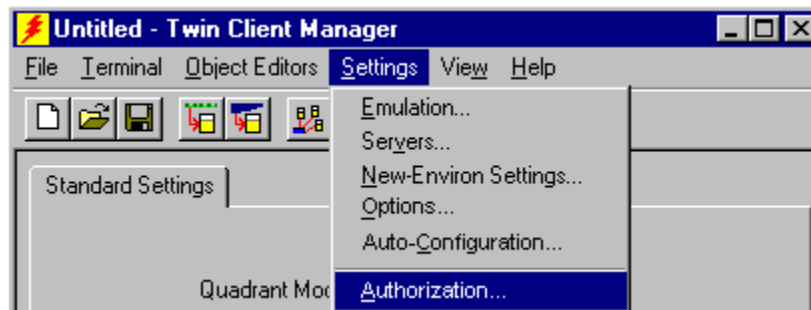 Untitled - Twin Client Manager
File Terminal Object Editors Settings View Help
Emulation...
Servers...
New-Environ Settings...
Standard Settings
Options...
Auto-Configuration...
Quadrant Mo
Authorization...